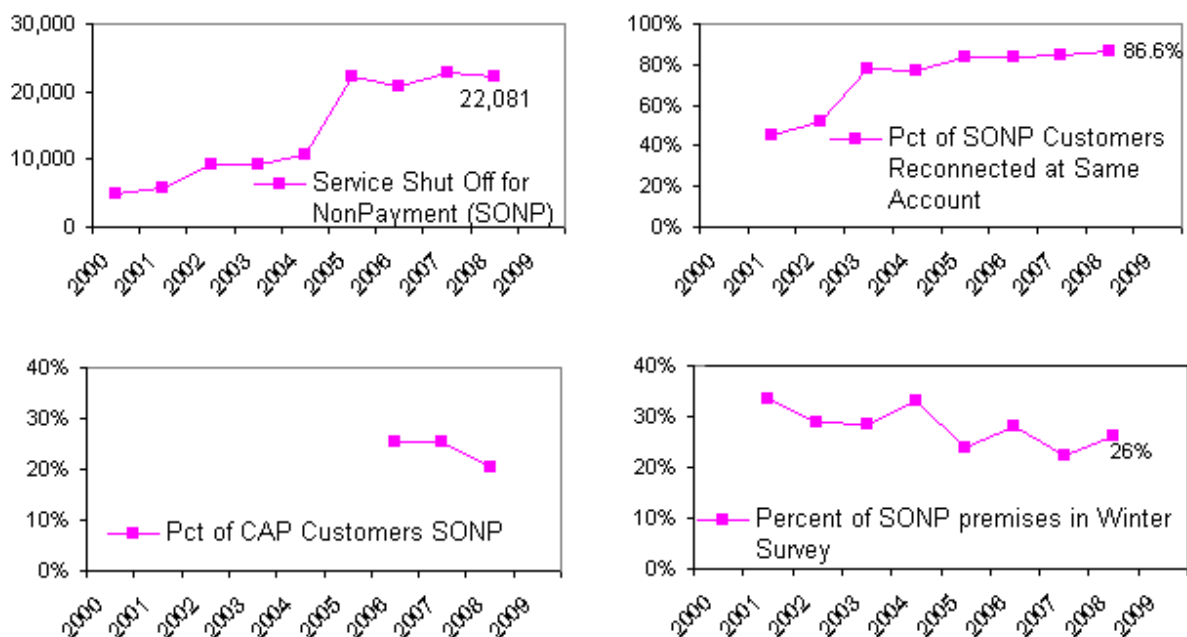 30,000
20,000
10,000
0
22,081
Service Shut Off for
NonPayment (SONP)
2000 2001 2002 2003 2004 2005 2006 2007 2008 2009
100%
80%
60%
40%
20%
0%
86.6%
Pct of SONP Customers
Reconnected at Same
Account
2000 2001 2002 2003 2004 2005 2006 2007 2008 2009
40%
30%
20%
10%
0%
Pct of CAP Customers SONP
2000 2001 2002 2003 2004 2005 2006 2007 2008 2009
40%
30%
20%
10%
0%
26%
Percent of SONP premises in Winter
Survey
2000 2001 2002 2003 2004 2005 2006 2007 2008 2009